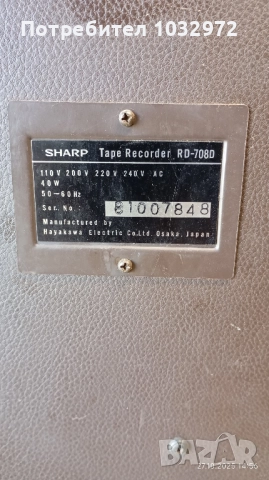 Потребител 1032972
SHARP Tape Recorder RD-708D
110V 200V 220V 240V AC
40W
50-60Hz
Ser. No.: 81007848
Manufactured by
Hayakawa Electric Co.Ltd. Osaka, Japan.
BAZAR